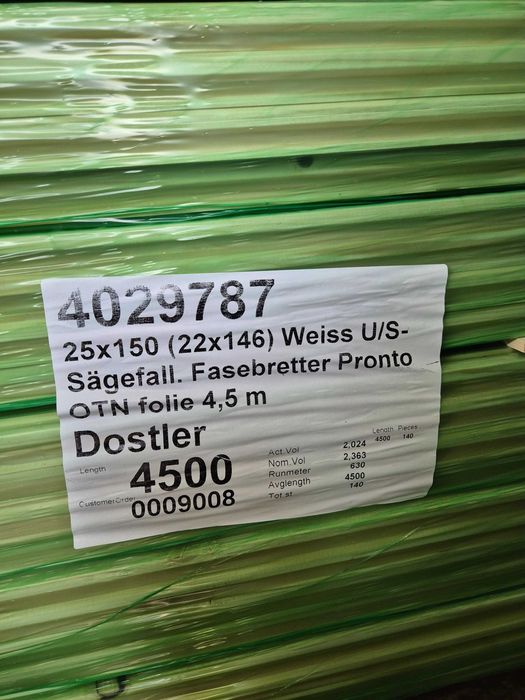 4029787
25x150 (22x146) Weiss U/S-
Sägefall. Fasebretter Pronto
OTN folie 4,5 m
Dostler
Length 4500
CustomerOrder 0009008
Act.Vol 2,024
Nom.Vol 2,363
Runmeter 630
Avglength 4500
Tot.st 140
Length Pieces
4500 140